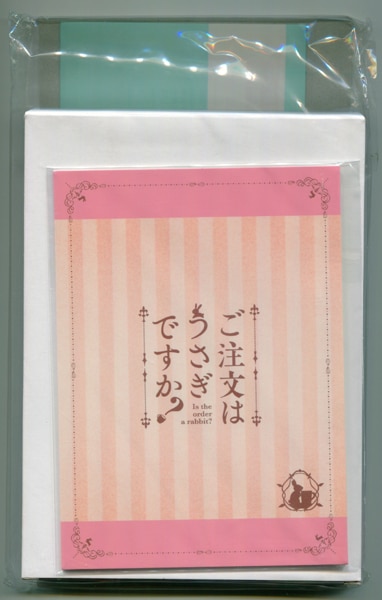 ご注文は
うさぎ
ですか?
Is the
order
a rabbit?